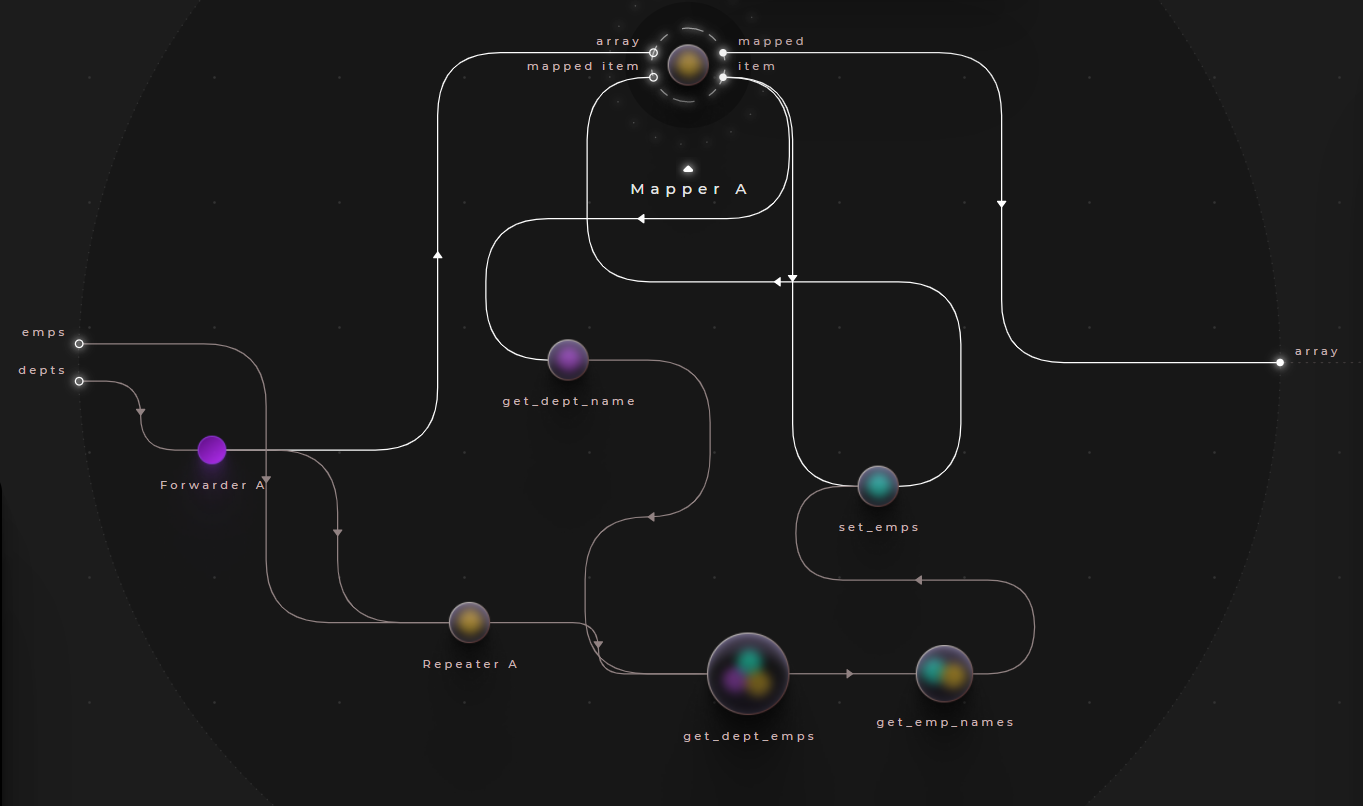 array
mapped
mapped item
item
Mapper A
emps
array
depts
get_dept_name
Forwarder A
set_emps
Repeater A
get_emp_names
get_dept_emps